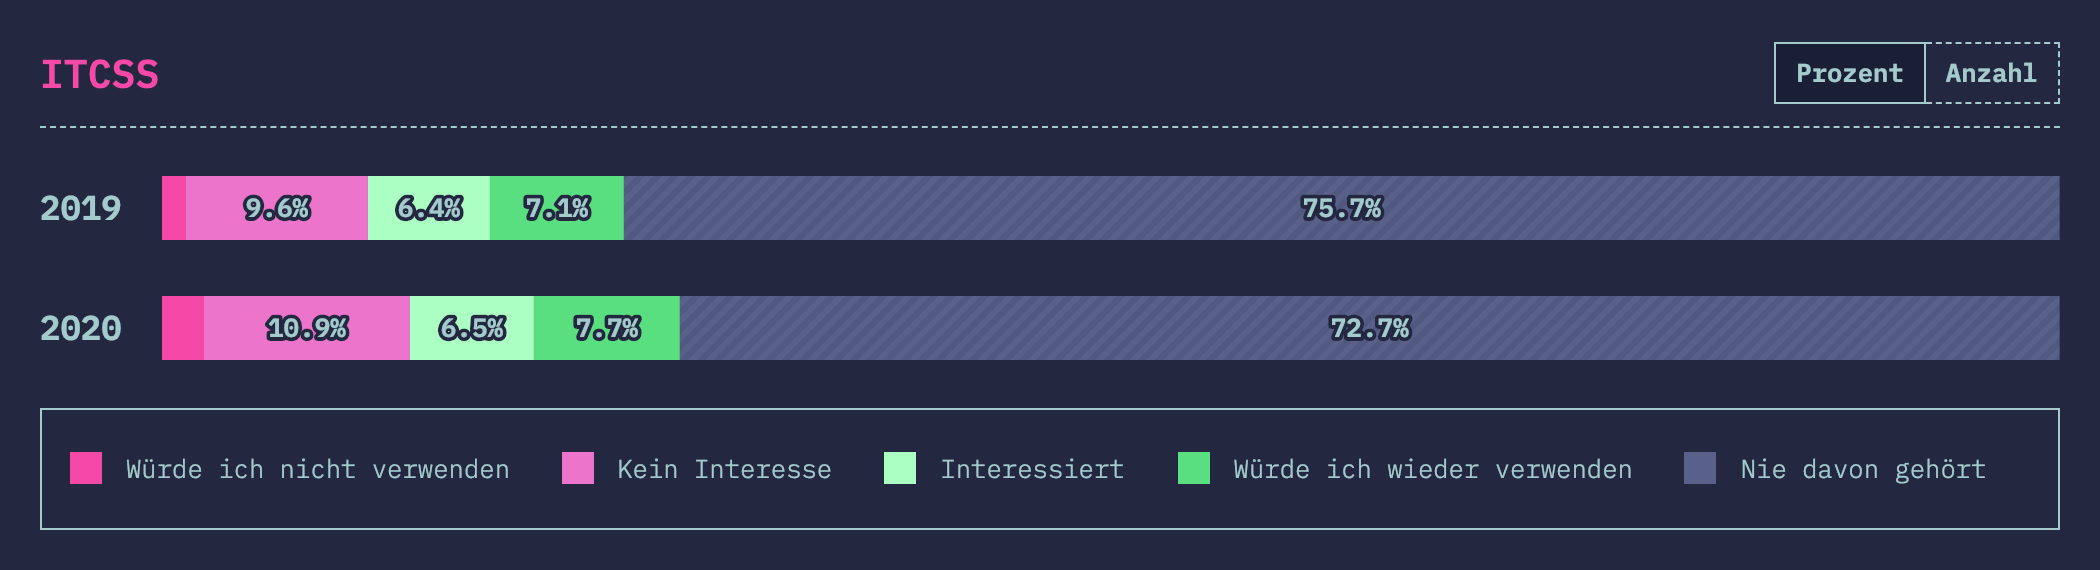 ITCSS
Prozent Anzahl
2019 9.6% 6.4% 7.1% 75.7%
2020 10.9% 6.5% 7.7% 72.7%
Würde ich nicht verwenden Kein Interesse Interessiert Würde ich wieder verwenden Nie davon gehört